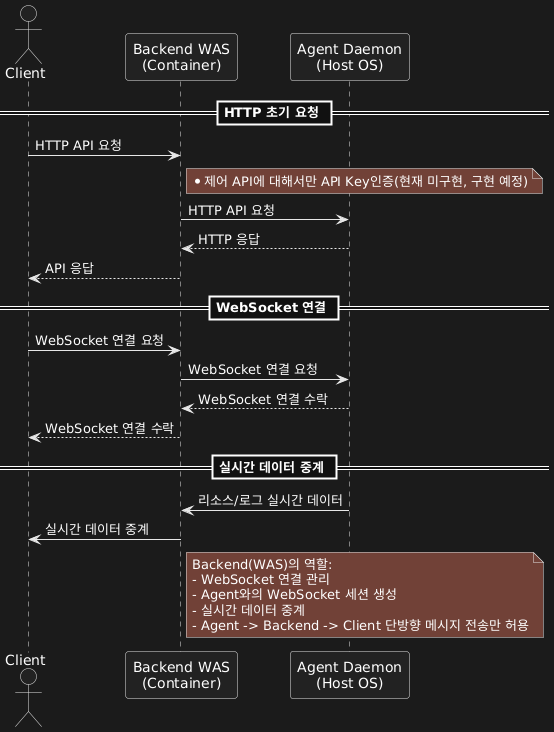 Client
Backend WAS
(Container)
Agent Daemon
(Host OS)
HTTP 초기 요청
HTTP API 요청
• 제어 API에 대해서만 API Key인증(현재 미구현, 구현 예정)
HTTP API 요청
HTTP 응답
API 응답
WebSocket 연결
WebSocket 연결 요청
WebSocket 연결 요청
WebSocket 연결 수락
WebSocket 연결 수락
실시간 데이터 중계
리소스/로그 실시간 데이터
실시간 데이터 중계
Backend(WAS)의 역할:
- WebSocket 연결 관리
- Agent와의 WebSocket 세션 생성
- 실시간 데이터 중계
- Agent -> Backend -> Client 단방향 메시지 전송만 허용
Client
Backend WAS
(Container)
Agent Daemon
(Host OS)